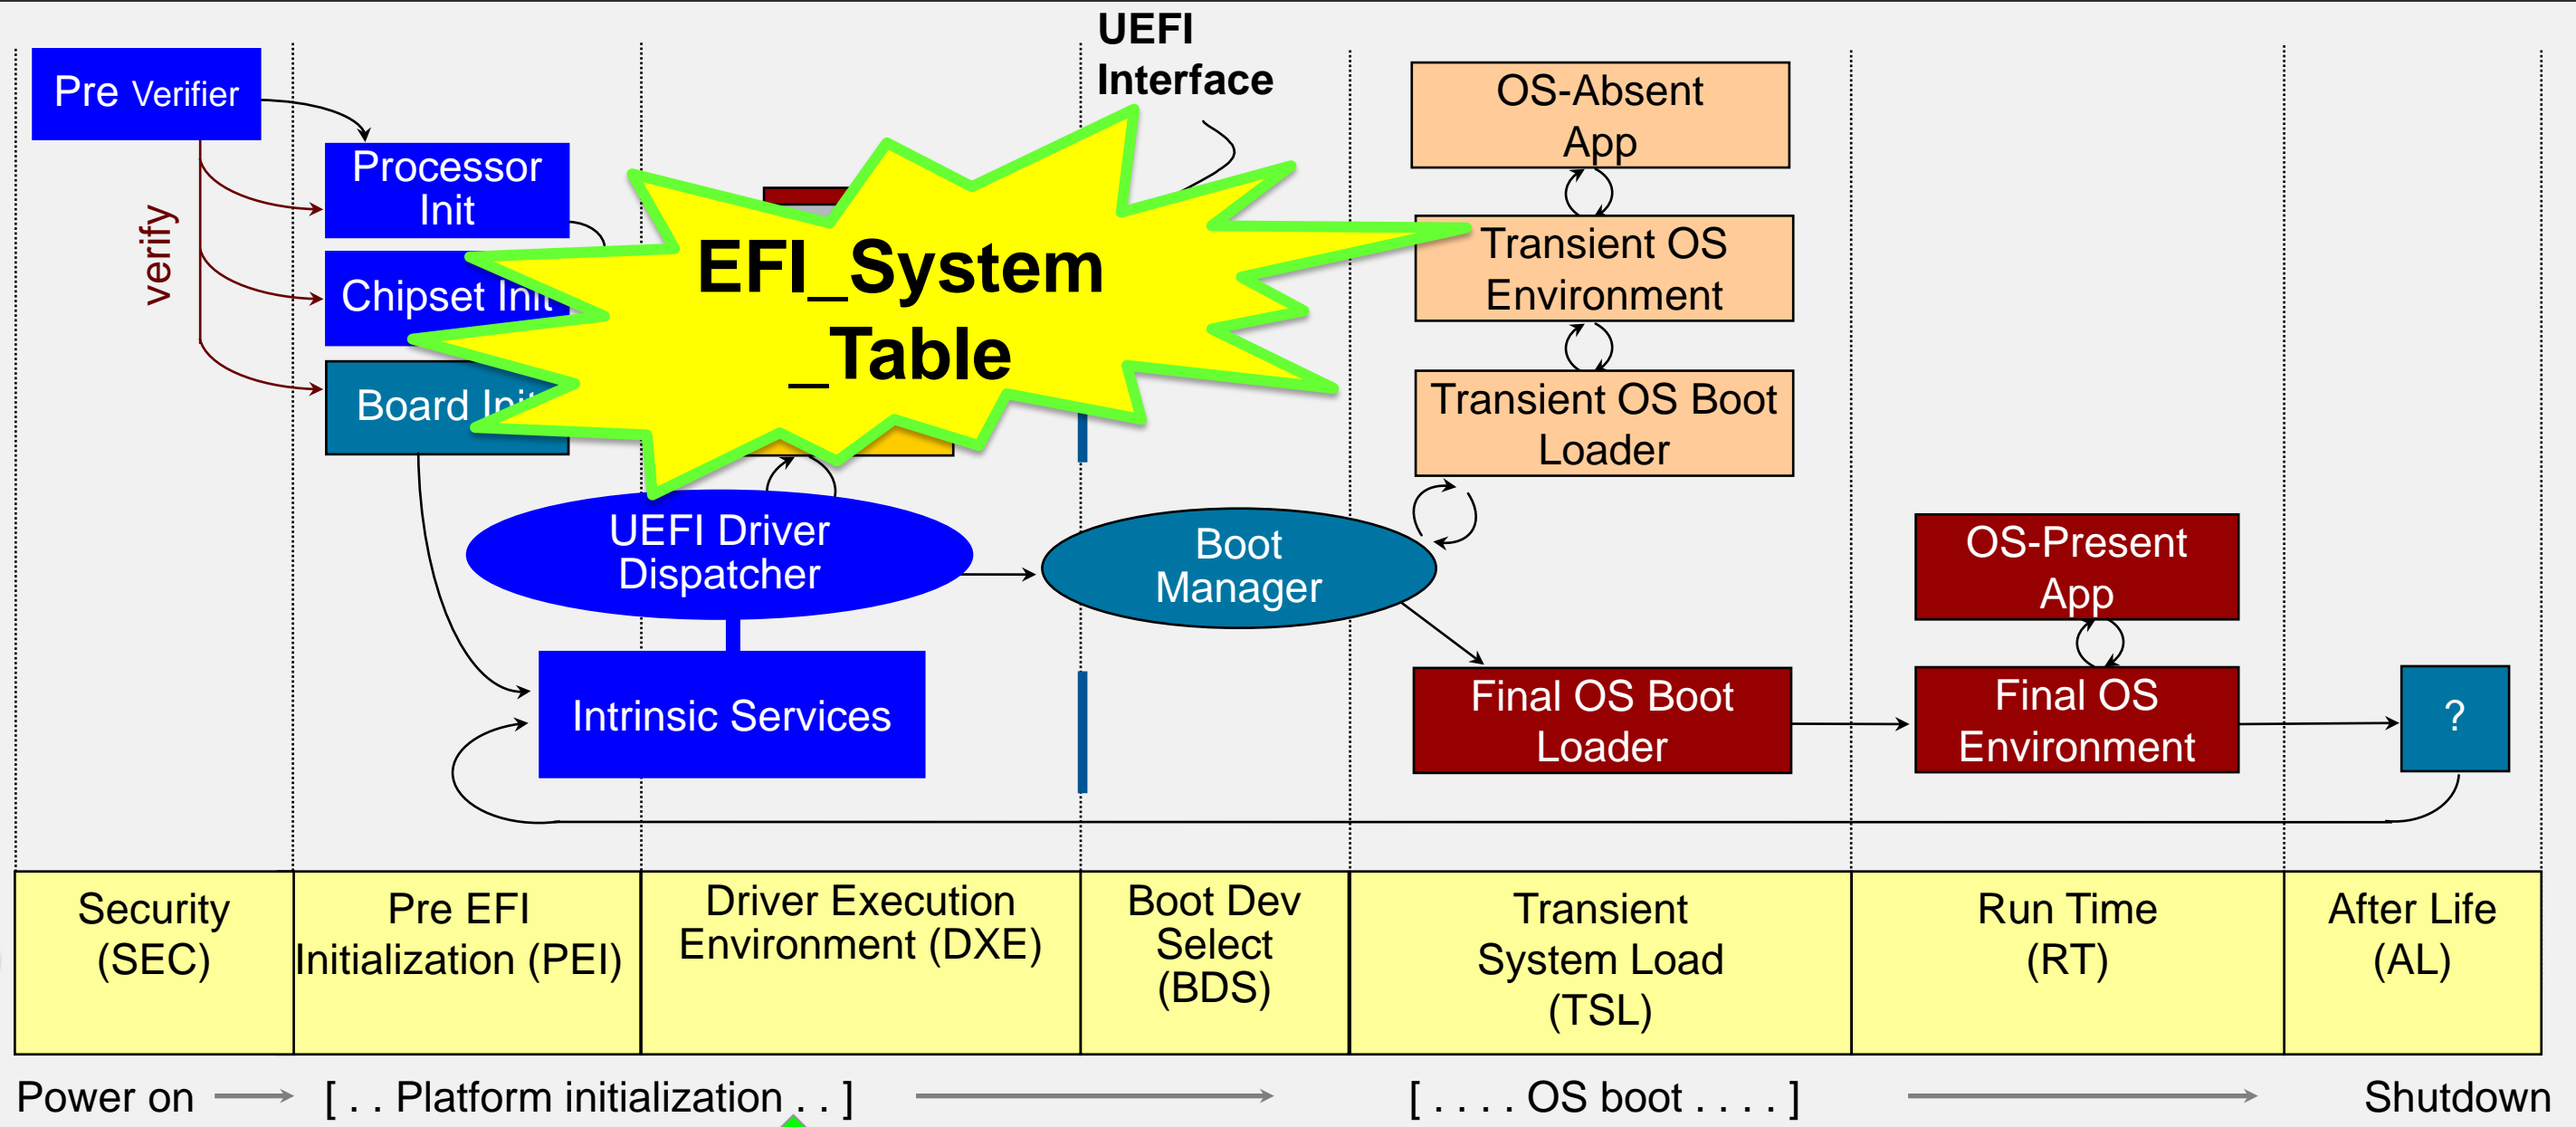 UEFI
Interface
Pre Verifier
verify
Processor
Init
Chipset Init
Board Init
EFI_System
_Table
UEFI Driver
Dispatcher
Intrinsic Services
Boot
Manager
OS-Absent
App
Transient OS
Environment
Transient OS Boot
Loader
Final OS Boot
Loader
OS-Present
App
Final OS
Environment
?
Security
(SEC)
Pre EFI
Initialization (PEI)
Driver Execution
Environment (DXE)
Boot Dev
Select
(BDS)
Transient
System Load
(TSL)
Run Time
(RT)
After Life
(AL)
Power on
[ . . Platform initialization . . ]
[ . . . . OS boot . . . . ]
Shutdown